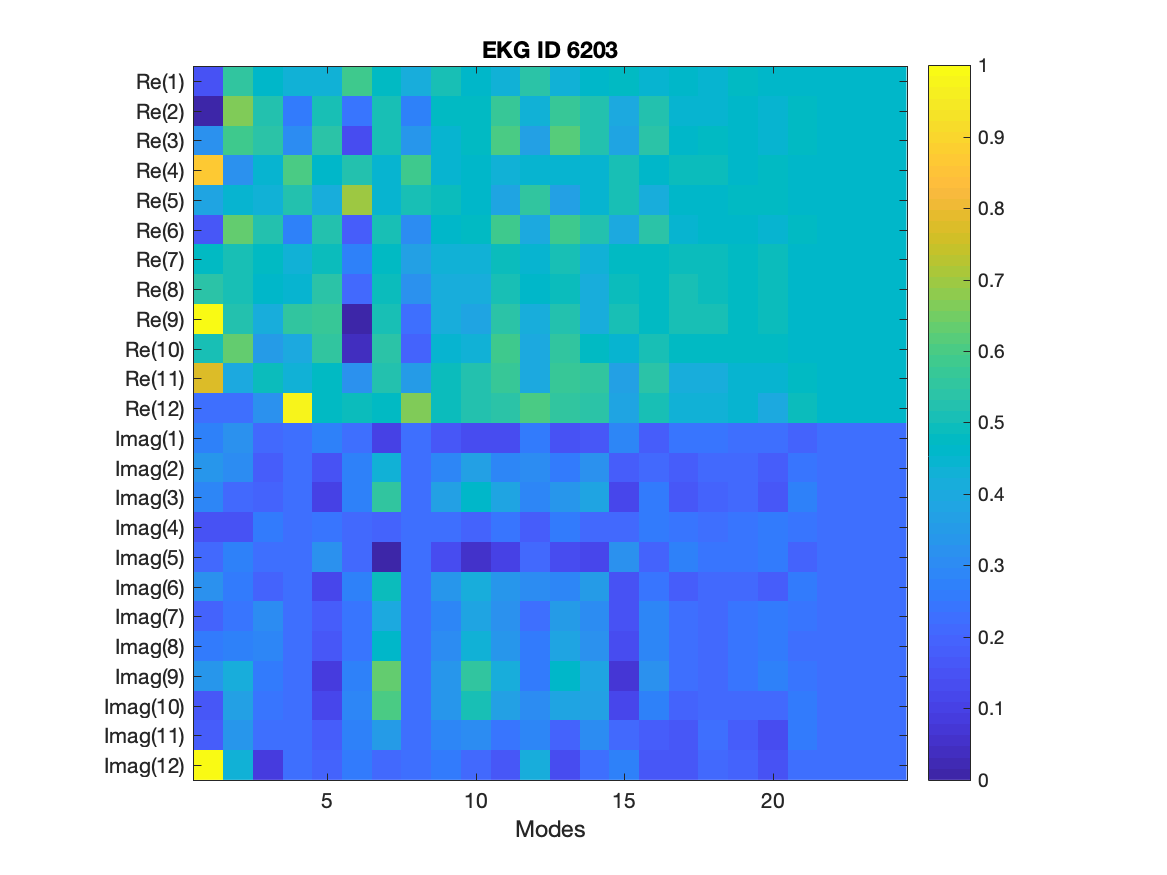 EKG ID 6203
Re(1)
Re(2)
Re(3)
Re(4)
Re(5)
Re(6)
Re(7)
Re(8)
Re(9)
Re(10)
Re(11)
Re(12)
Imag(1)
Imag(2)
Imag(3)
Imag(4)
Imag(5)
Imag(6)
Imag(7)
Imag(8)
Imag(9)
Imag(10)
Imag(11)
Imag(12)
5 10 15 20
Modes
1
0.9
0.8
0.7
0.6
0.5
0.4
0.3
0.2
0.1
0